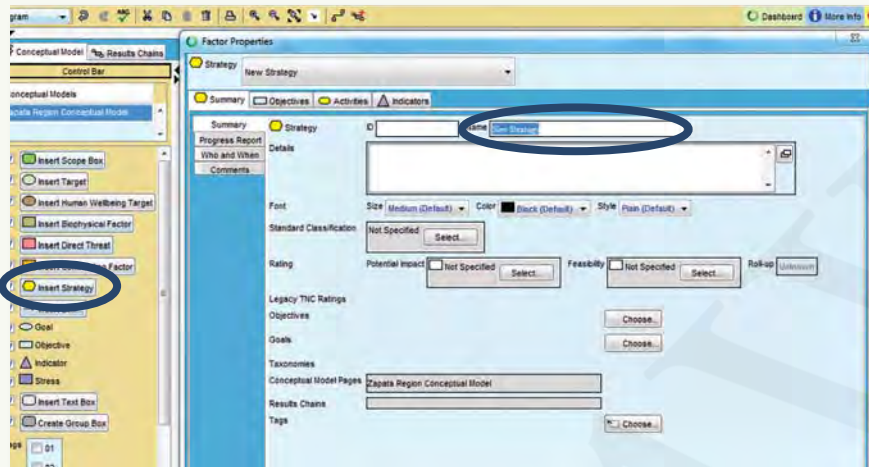 gram Dashboard More Info
Conceptual Model Results Chains
Control Bar
onceptual Models
Zapata Region Conceptual Model
Insert Scope Box
Insert Target
Insert Human Wellbeing Target
Insert Biophysical Factor
Insert Direct Threat
Factor
Insert Strategy
Goal
Objective
Indicator
Stress
Insert Text Box
Create Group Box
ags 01
Factor Properties
Strategy New Strategy
Summary Objectives Activities Indicators
Summary
Progress Report
Who and When
Comments
Strategy ID Name New Strategy
Details
Font Size Medium (Default) Color Black (Default) Style Plain (Default)
Standard Classification Not Specified Select...
Rating Potential Impact Not Specified Select... Feasibility Not Specified Select... Roll-up Unknown
Legacy TNC Ratings
Objectives Choose...
Goals Choose...
Taxonomies
Conceptual Model Pages Zapata Region Conceptual Model
Results Chains
Tags Choose...